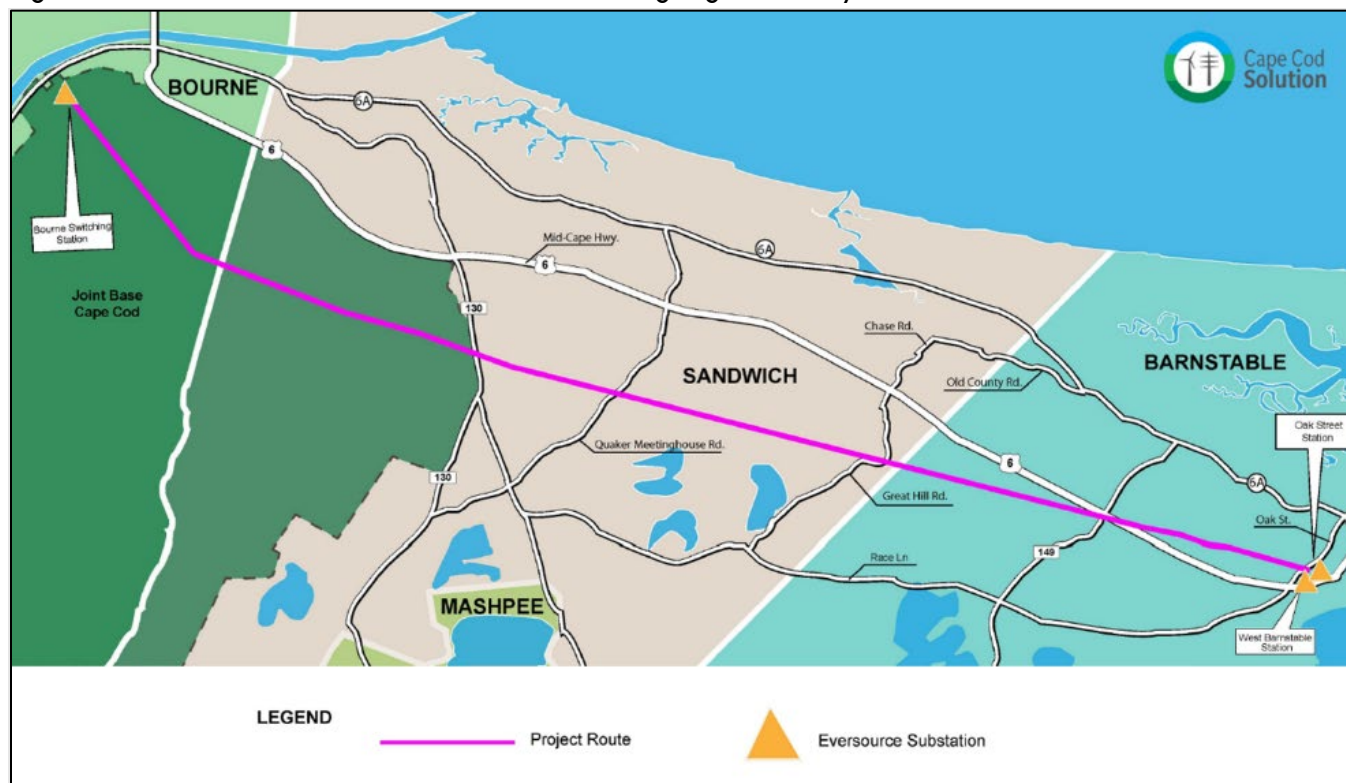 Cape Cod
Solution
BOURNE
6A
6
Bourne Switching
Station
Mid-Cape Hwy.
6
6A
Joint Base
Cape Cod
130
Chase Rd.
SANDWICH
Old County Rd.
BARNSTABLE
Oak Street
Station
Quaker Meetinghouse Rd.
130
6
6A
Great Hill Rd.
Oak St.
149
Race Ln
MASHPEE
West Barnstable
Station
LEGEND
Project Route
Eversource Substation